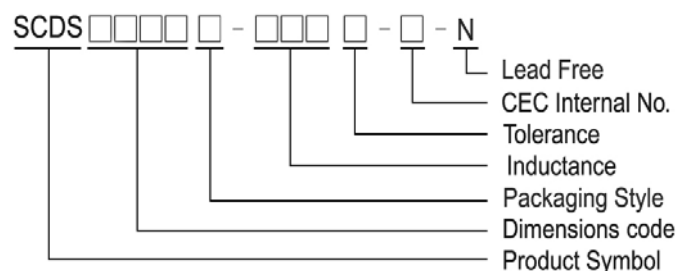 SCDS□□□□ □ - □□□ □ - □ - N
Lead Free
CEC Internal No.
Tolerance
Inductance
Packaging Style
Dimensions code
Product Symbol